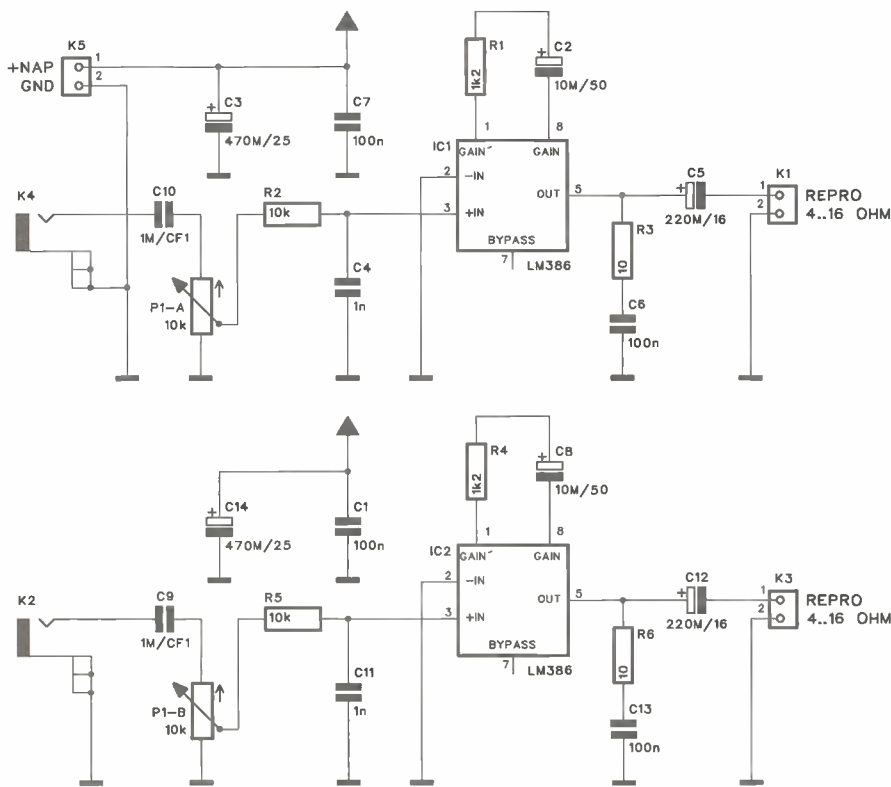 K5
+NAP
1
GND
2
C3
+
470M/25
C7
100n
R1
1k2
C2
+
10M/50
IC1
1
8
GAIN
GAIN
2
-IN
OUT
5
3
+IN
BYPASS
7
LM386
C5
+
220M/16
K1
1
2
REPRO
4..16 OHM
R3
10
C6
100n
K4
C10
1M/CF1
R2
10k
P1-A
10k
C4
1n
C14
+
470M/25
C1
100n
R4
1k2
C8
+
10M/50
IC2
1
8
GAIN
GAIN
2
-IN
OUT
5
3
+IN
BYPASS
7
LM386
C12
+
220M/16
K3
1
2
REPRO
4..16 OHM
R6
10
C13
100n
K2
C9
1M/CF1
R5
10k
P1-B
10k
C11
1n